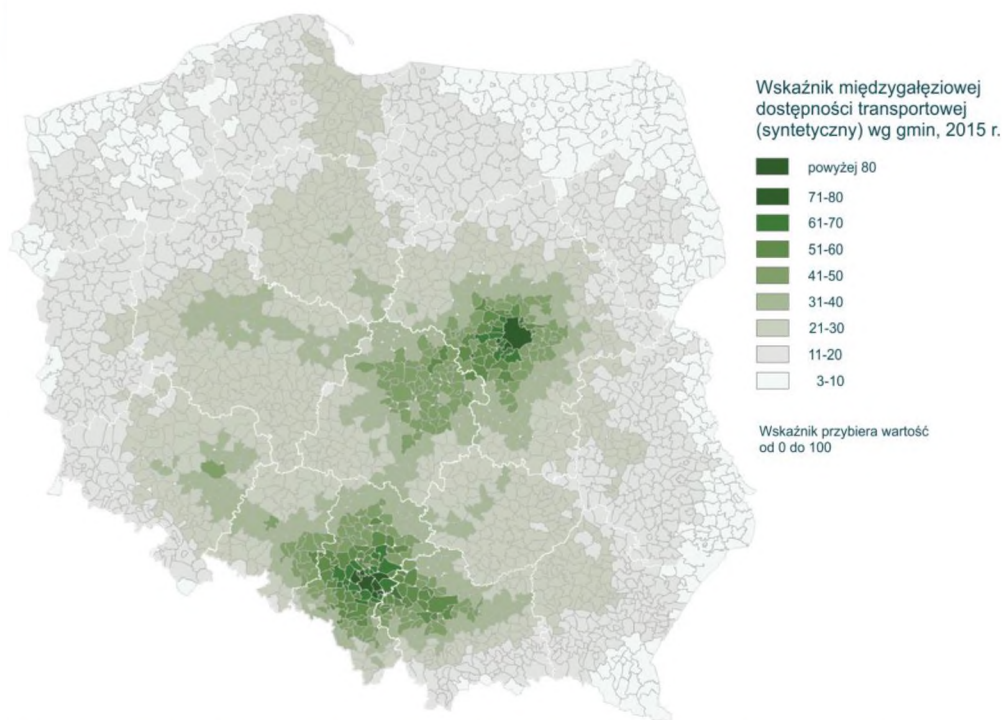 Wskaźnik międzygałęziowej
dostępności transportowej
(syntetyczny) wg gmin, 2015 r.
powyżej 80
71-80
61-70
51-60
41-50
31-40
21-30
11-20
3-10
Wskaźnik przybiera wartość
od 0 do 100